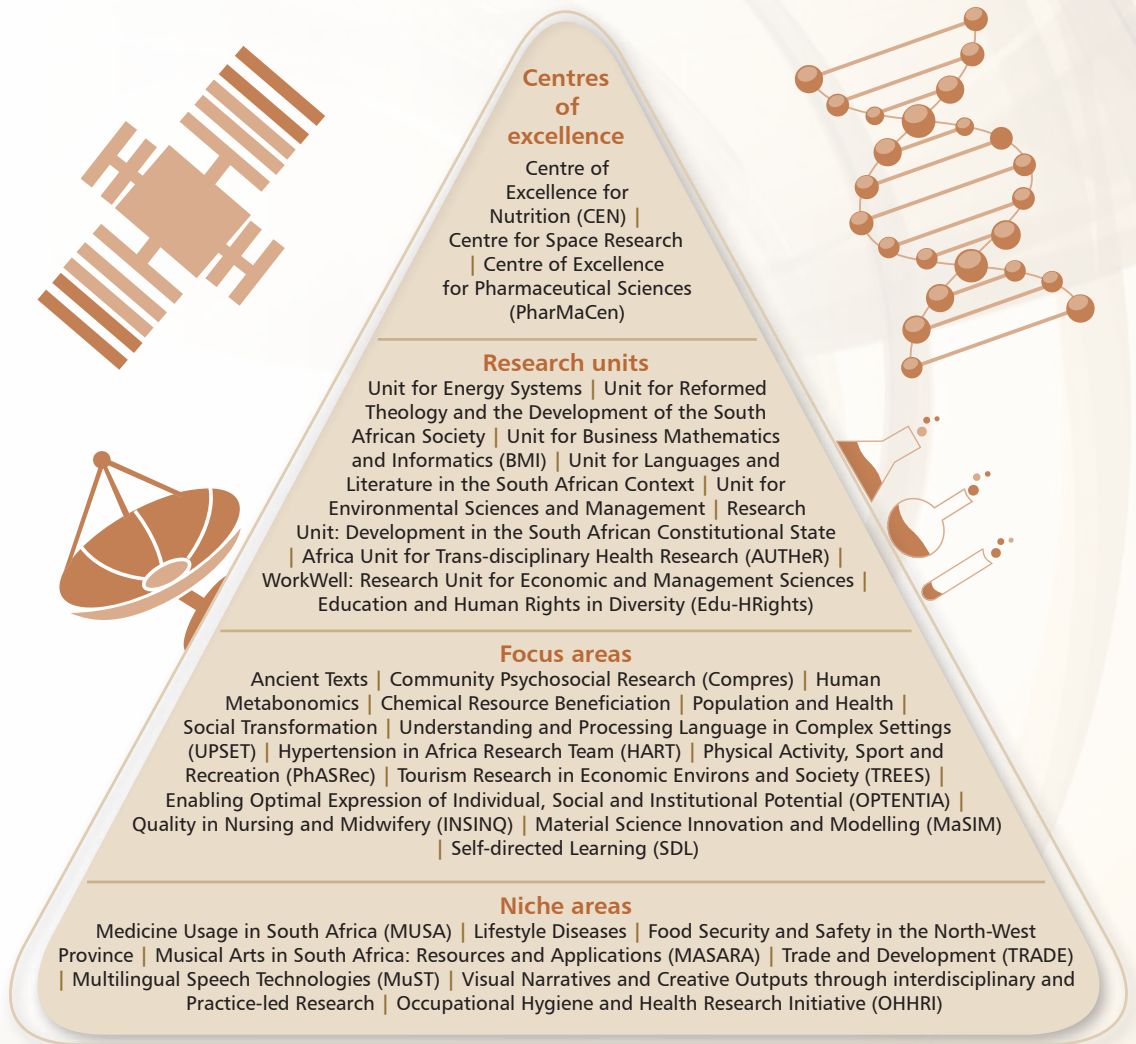 Centres
of
excellence
Centre of
Excellence for
Nutrition (CEN) |
Centre for Space Research
| Centre of Excellence
for Pharmaceutical Sciences
(PharMaCen)
Research units
Unit for Energy Systems | Unit for Reformed
Theology and the Development of the South
African Society | Unit for Business Mathematics
and Informatics (BMI) | Unit for Languages and
Literature in the South African Context | Unit for
Environmental Sciences and Management | Research
Unit: Development in the South African Constitutional State
| Africa Unit for Trans-disciplinary Health Research (AUTHeR) |
WorkWell: Research Unit for Economic and Management Sciences |
Education and Human Rights in Diversity (Edu-HRights)
Focus areas
Ancient Texts | Community Psychosocial Research (Compres) | Human
Metabonomics | Chemical Resource Beneficiation | Population and Health |
Social Transformation | Understanding and Processing Language in Complex Settings
(UPSET) | Hypertension in Africa Research Team (HART) | Physical Activity, Sport and
Recreation (PhASRec) | Tourism Research in Economic Environs and Society (TREES) |
Enabling Optimal Expression of Individual, Social and Institutional Potential (OPTENTIA) |
Quality in Nursing and Midwifery (INSINQ) | Material Science Innovation and Modelling (MaSIM)
| Self-directed Learning (SDL)
Niche areas
Medicine Usage in South Africa (MUSA) | Lifestyle Diseases | Food Security and Safety in the North-West
Province | Musical Arts in South Africa: Resources and Applications (MASARA) | Trade and Development (TRADE)
| Multilingual Speech Technologies (MuST) | Visual Narratives and Creative Outputs through interdisciplinary and
Practice-led Research | Occupational Hygiene and Health Research Initiative (OHHRI)